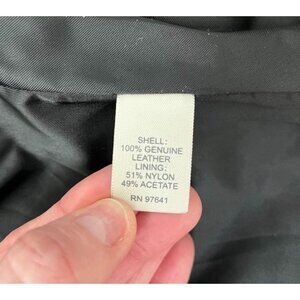 SHELL:
100% GENUINE
LEATHER
LINING:
51% NYLON
49% ACETATE
RN 97641